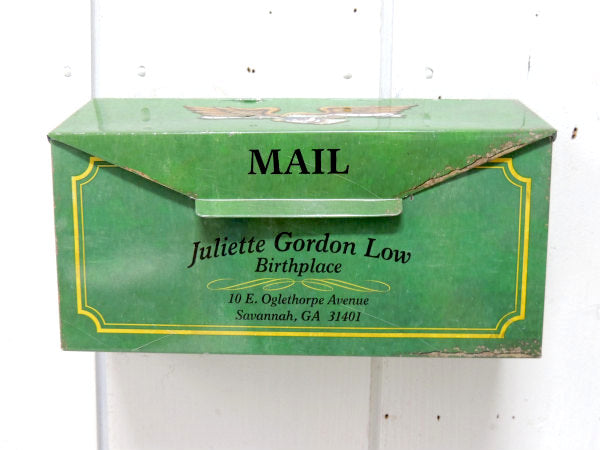 MAIL
Juliette Gordon Low
Birthplace
10 E. Oglethorpe Avenue
Savannah, GA 31401